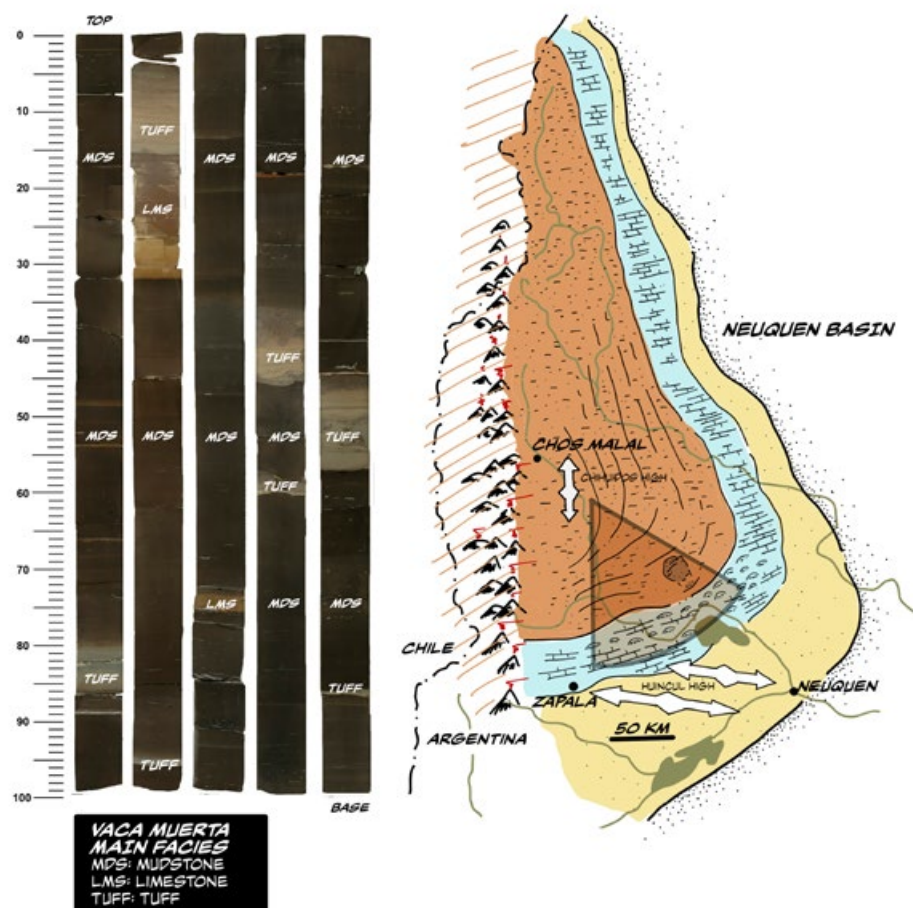 TOP
0
10
20
30
40
50
60
70
80
90
100
MDS
MDS
TUFF
TUFF
LMS
MDS
TUFF
MDS
MDS
LMS
MDS
TUFF
MDS
TUFF
MDS
MDS
TUFF
MDS
TUFF
BASE
VACA MUERTA
MAIN FACIES
MDS: MUDSTONE
LMS: LIMESTONE
TUFF: TUFF
NEUQUEN BASIN
CHOS MALAL
CHIHUIDOS HIGH
CHILE
ARGENTINA
ZAPALA
HUINCUL HIGH
NEUQUEN
50 KM